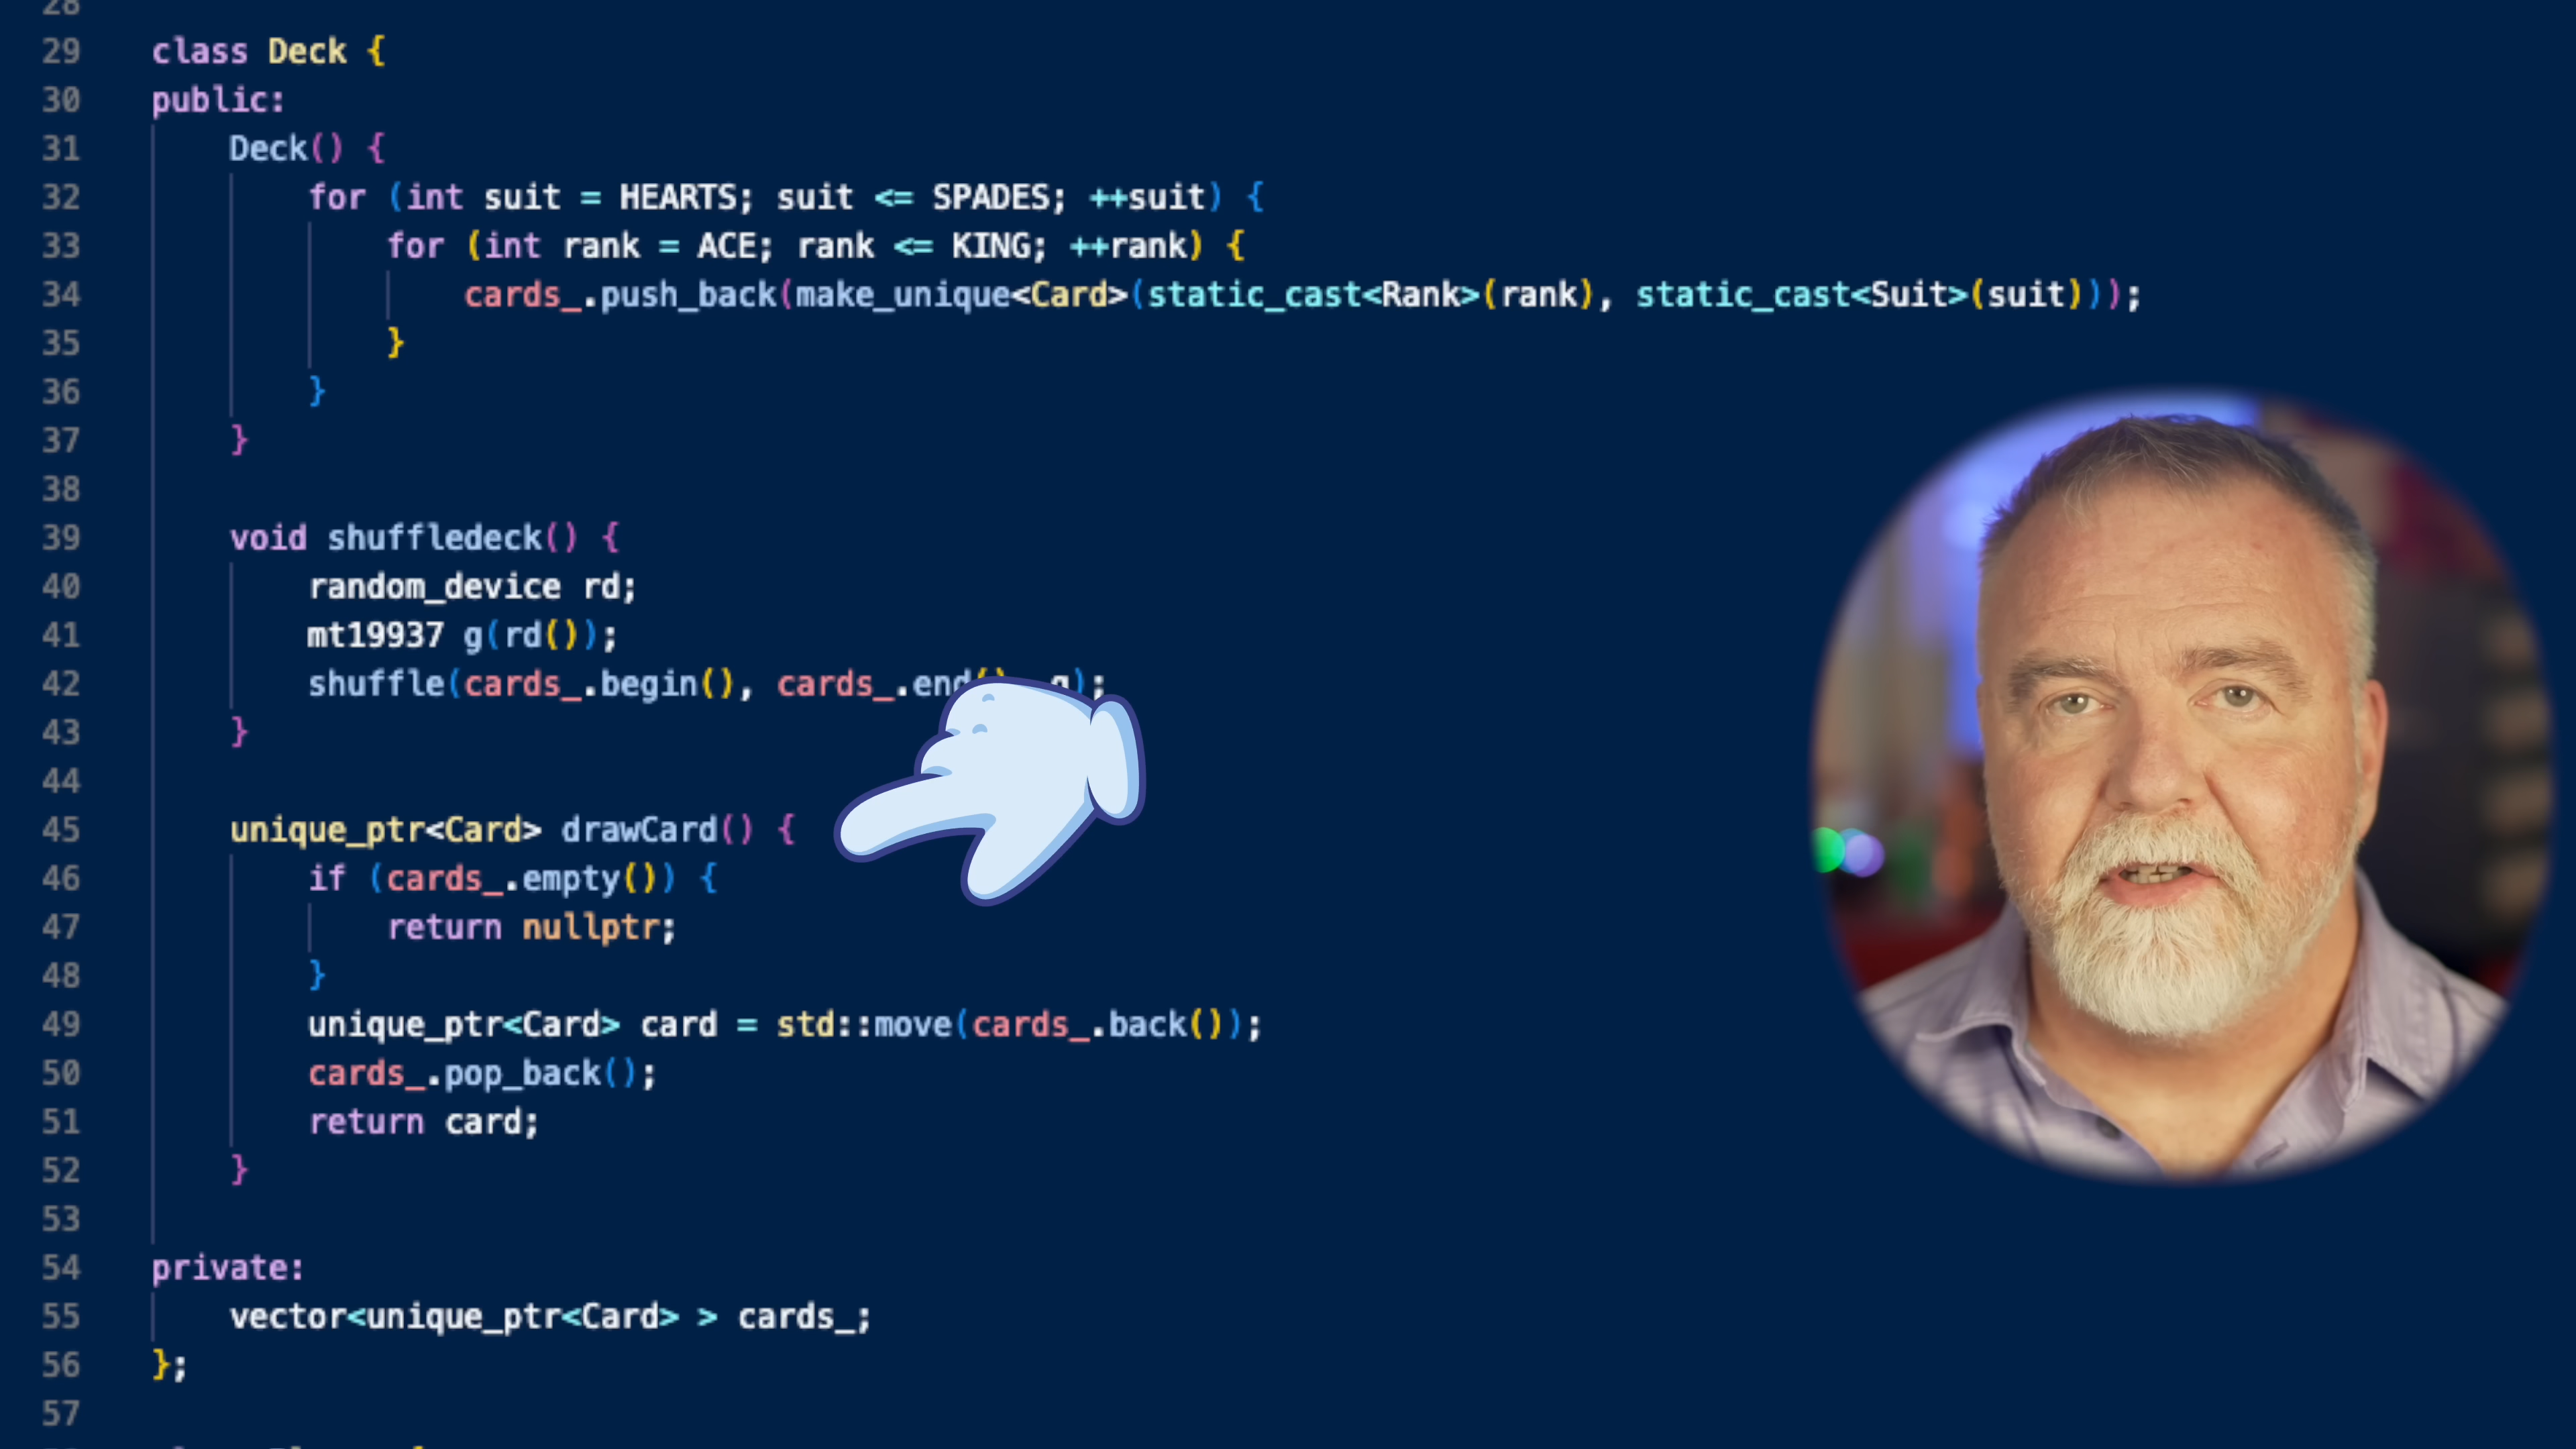 28
29 class Deck {
30 public:
31 Deck() {
32 for (int suit = HEARTS; suit <= SPADES; ++suit) {
33 for (int rank = ACE; rank <= KING; ++rank) {
34 cards_.push_back(make_unique<Card>(static_cast<Rank>(rank), static_cast<Suit>(suit)));
35 }
36 }
37 }
38
39 void shuffledeck() {
40 random_device rd;
41 mt19937 g(rd());
42 shuffle(cards_.begin(), cards_.end() g);
43 }
44
45 unique_ptr<Card> drawCard() {
46 if (cards_.empty()) {
47 return nullptr;
48 }
49 unique_ptr<Card> card = std::move(cards_.back());
50 cards_.pop_back();
51 return card;
52 }
53
54 private:
55 vector<unique_ptr<Card> > cards_;
56 };
57